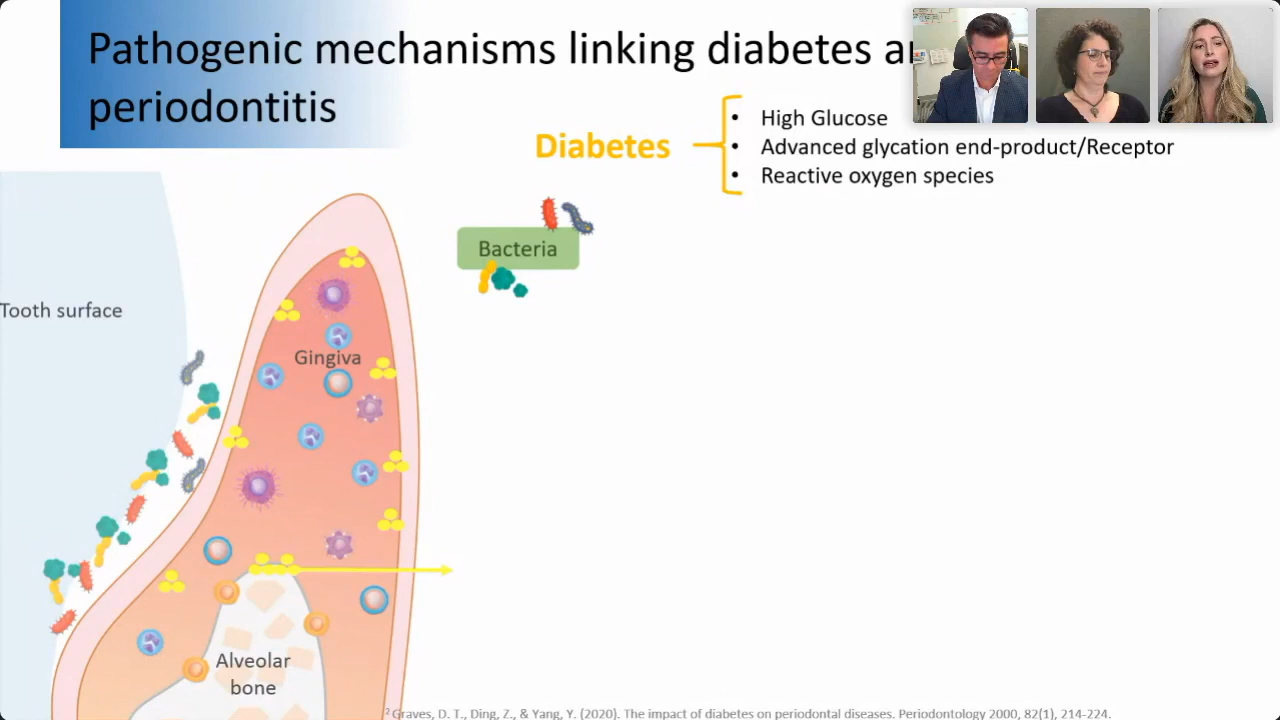 Pathogenic mechanisms linking diabetes
periodontitis
Diabetes
• High Glucose
• Advanced glycation end-product/Receptor
• Reactive oxygen species
Bacteria
Tooth surface
Gingiva
Alveolar
bone
² Graves, D. T., Ding, Z., & Yang, Y. (2020). The impact of diabetes on periodontal diseases. Periodontology 2000, 82(1), 214-224.